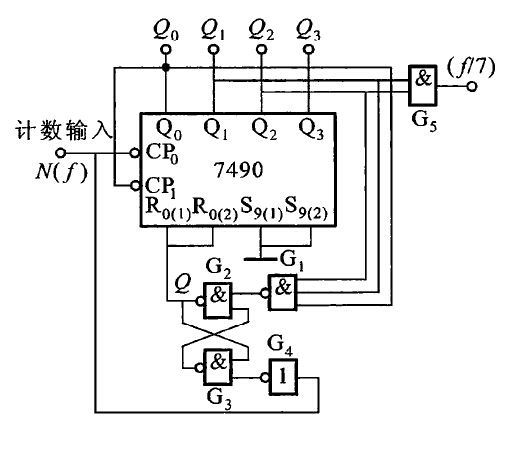 Q0 Q1 Q2 Q3
& (f/7)
G5
Q0 Q1 Q2 Q3
计数输入
CP0
7490
N(f)
CP1
R0(1) R0(2) S9(1) S9(2)
G1
G2
Q & &
G4
& 1
G3